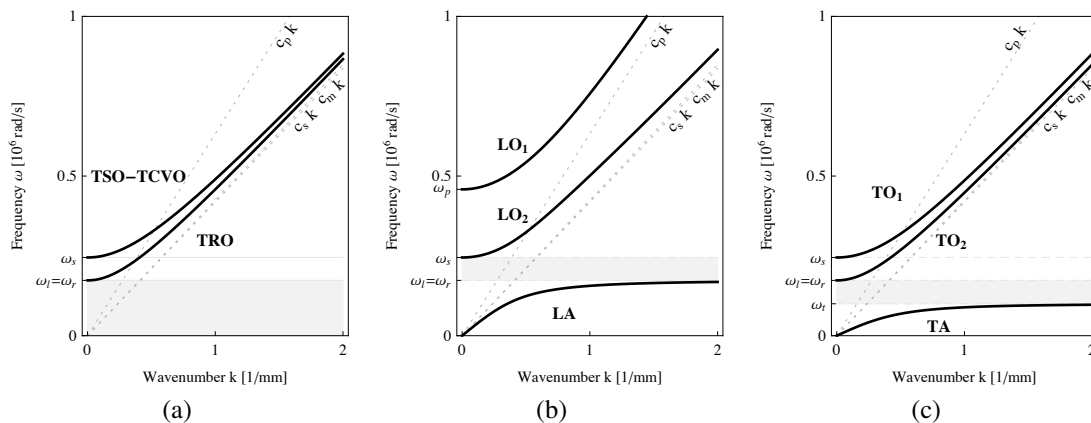 1
0.5
ω_s
ω_l=ω_r
0
Frequency ω [10^6 rad/s]
TSO−TCVO
TRO
c_p k
c_m k
c_s k
0
1
2
Wavenumber k [1/mm]
(a)
1
0.5
ω_p
ω_s
ω_l=ω_r
0
Frequency ω [10^6 rad/s]
LO_1
LO_2
LA
c_p k
c_m k
c_s k
0
1
2
Wavenumber k [1/mm]
(b)
1
0.5
ω_s
ω_l=ω_r
ω_t
0
Frequency ω [10^6 rad/s]
TO_1
TO_2
TA
c_p k
c_m k
c_s k
0
1
2
Wavenumber k [1/mm]
(c)